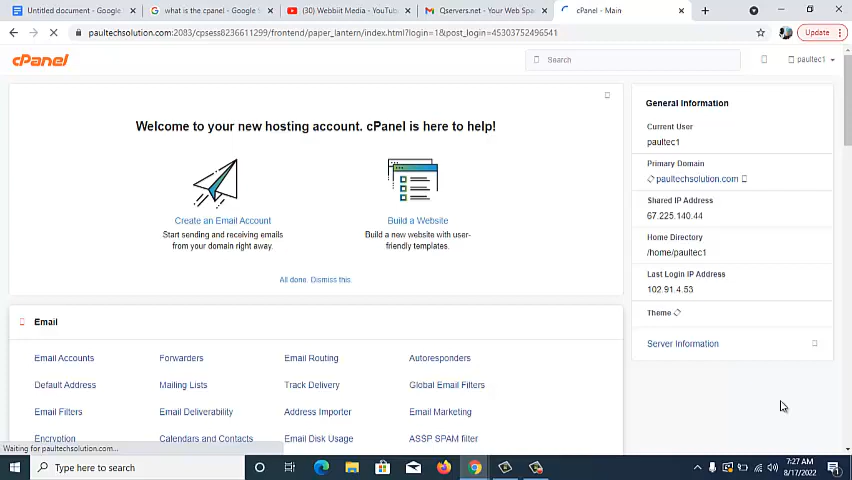 Untitled document - Google S
what is the cpanel - Google S
(30) Webbiit Media - YouTub
Qservers.net - Your Web Spa
cPanel - Main
paultechsolution.com:2083/cpsess8236611299/frontend/paper_lantern/index.html?login=1&post_login=45303752496541
Update
cPanel
Search
paultec1
Welcome to your new hosting account. cPanel is here to help!
Create an Email Account
Start sending and receiving emails
from your domain right away.
Build a Website
Build a new website with user-
friendly templates.
All done. Dismiss this.
General Information
Current User
paultec1
Primary Domain
paultechsolution.com
Shared IP Address
67.225.140.44
Home Directory
/home/paultec1
Last Login IP Address
102.91.4.53
Theme
Server Information
Email
Email Accounts
Forwarders
Email Routing
Autoresponders
Default Address
Mailing Lists
Track Delivery
Global Email Filters
Email Filters
Email Deliverability
Address Importer
Email Marketing
Encryption
Calendars and Contacts
Email Disk Usage
ASSP SPAM filter
Waiting for paultechsolution.com...
Type here to search
7:27 AM
8/17/2022
1